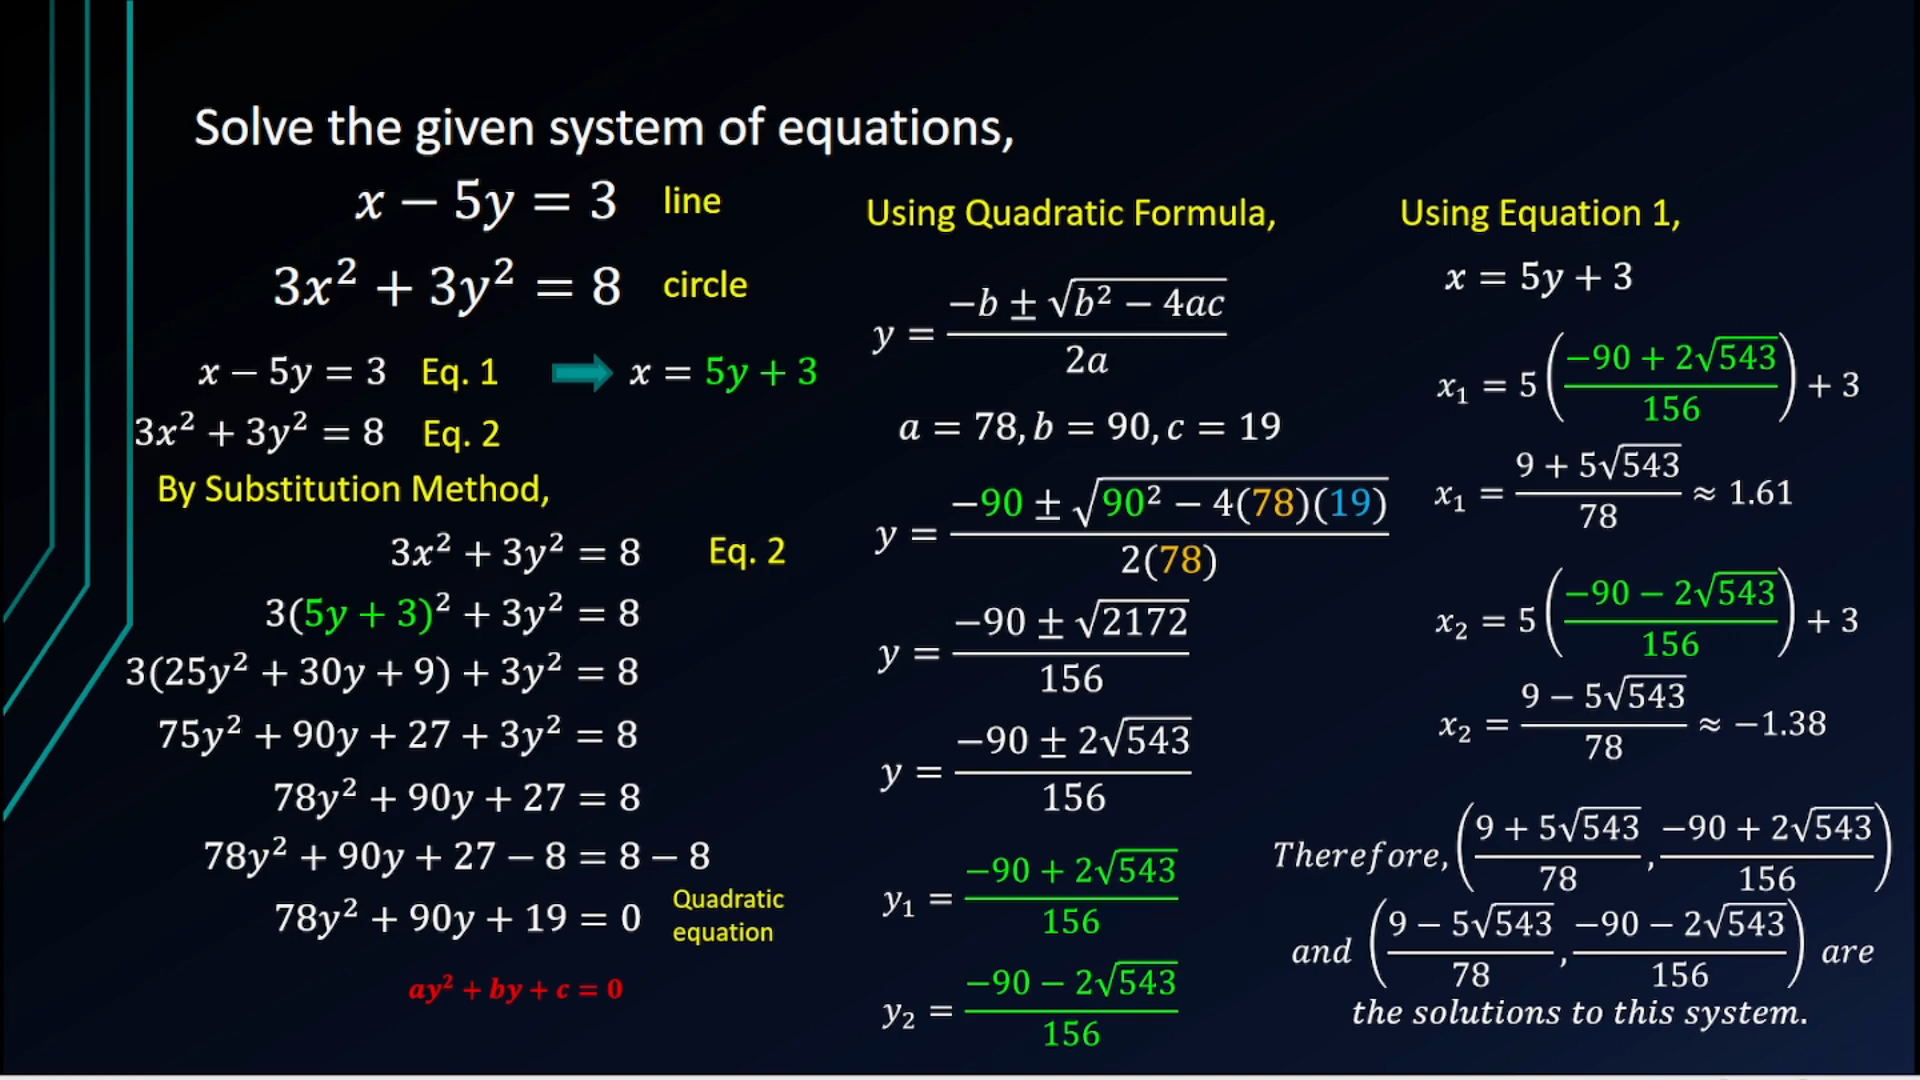 Solve the given system of equations,
x − 5y = 3 line
3x² + 3y² = 8 circle
x − 5y = 3 Eq. 1 x = 5y + 3
3x² + 3y² = 8 Eq. 2
By Substitution Method,
3x² + 3y² = 8 Eq. 2
3(5y + 3)² + 3y² = 8
3(25y² + 30y + 9) + 3y² = 8
75y² + 90y + 27 + 3y² = 8
78y² + 90y + 27 = 8
78y² + 90y + 27 − 8 = 8 − 8
78y² + 90y + 19 = 0 Quadratic equation
ay² + by + c = 0
Using Quadratic Formula,
y = (−b ± √(b² − 4ac)) / 2a
a = 78, b = 90, c = 19
y = (−90 ± √(90² − 4(78)(19))) / 2(78)
y = (−90 ± √2172) / 156
y = (−90 ± 2√543) / 156
y₁ = (−90 + 2√543) / 156
y₂ = (−90 − 2√543) / 156
Using Equation 1,
x = 5y + 3
x₁ = 5((−90 + 2√543) / 156) + 3
x₁ = (9 + 5√543) / 78 ≈ 1.61
x₂ = 5((−90 − 2√543) / 156) + 3
x₂ = (9 − 5√543) / 78 ≈ −1.38
Therefore, ((9 + 5√543) / 78, (−90 + 2√543) / 156)
and ((9 − 5√543) / 78, (−90 − 2√543) / 156) are
the solutions to this system.